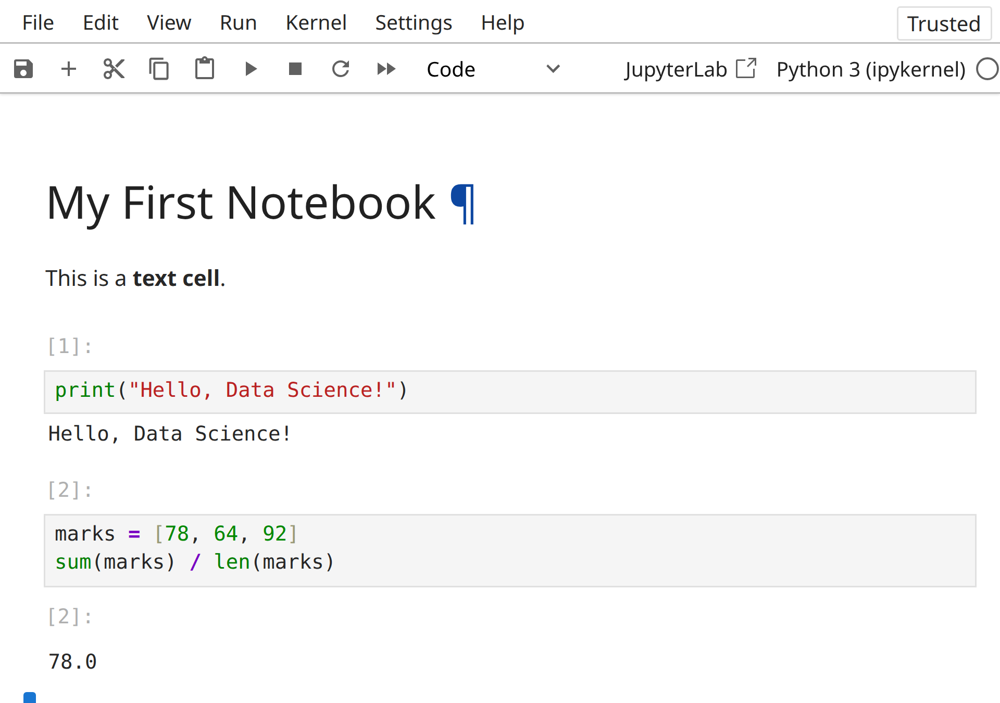 File Edit View Run Kernel Settings Help Trusted
Code JupyterLab Python 3 (ipykernel)
My First Notebook ¶
This is a text cell.
[1]:
print("Hello, Data Science!")
Hello, Data Science!
[2]:
marks = [78, 64, 92]
sum(marks) / len(marks)
[2]:
78.0